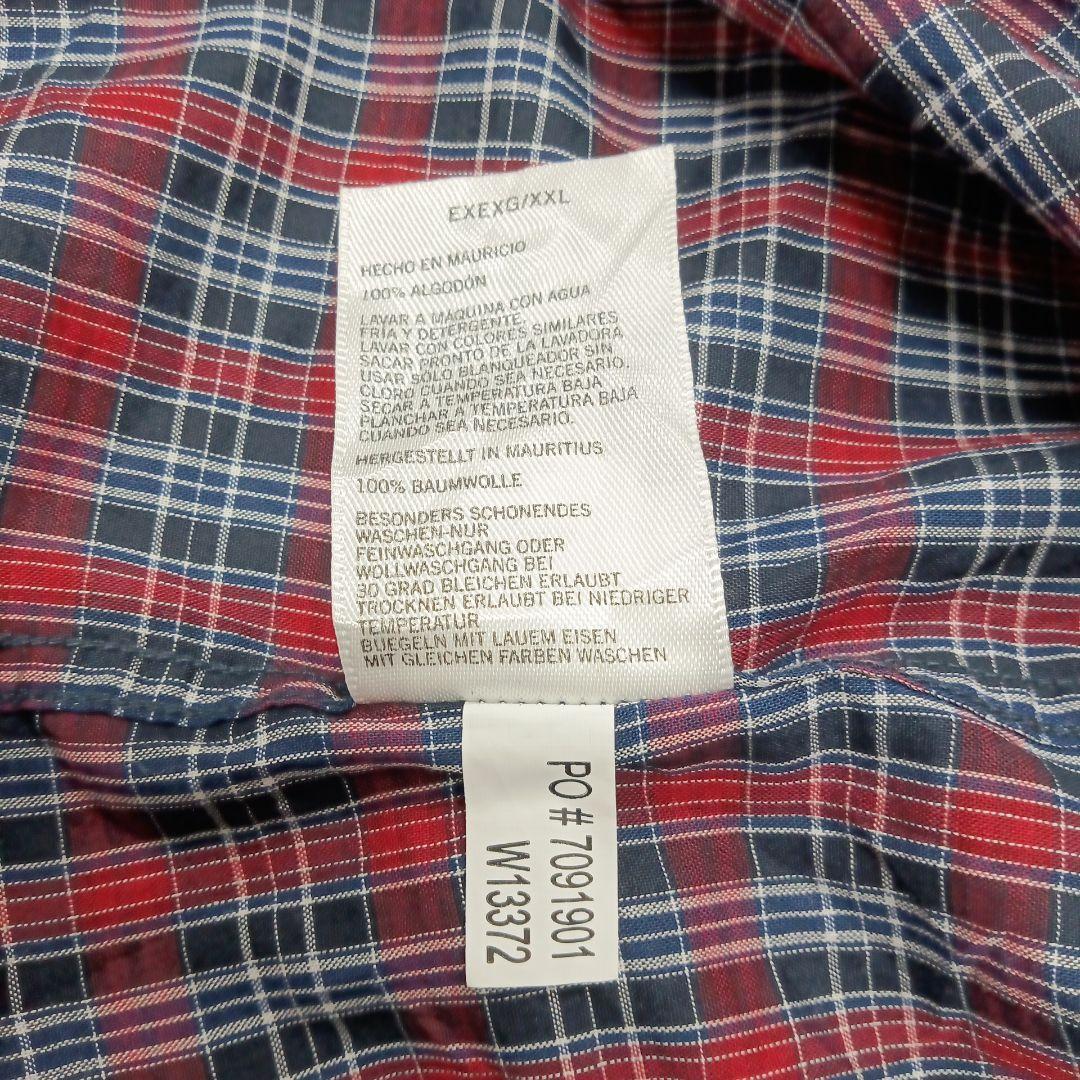 EXEXG/XXL
HECHO EN MAURICIO
100% ALGODÓN
LAVAR A MAQUINA CON AGUA
FRÍA Y DETERGENTE.
LAVAR CON COLORES SIMILARES
SACAR PRONTO DE LA LAVADORA
USAR SOLO BLANQUEADOR SIN
CLORO CUANDO SEA NECESARIO.
SECAR A TEMPERATURA BAJA
PLANCHAR A TEMPERATURA BAJA
CUANDO SEA NECESARIO.
HERGESTELLT IN MAURITIUS
100% BAUMWOLLE
BESONDERS SCHONENDES
WASCHEN-NUR
FEINWASCHGANG ODER
WOLLWASCHGANG BEI
30 GRAD BLEICHEN ERLAUBT
TROCKNEN ERLAUBT BEI NIEDRIGER
TEMPERATUR
BUEGELN MIT LAUEM EISEN
MIT GLEICHEN FARBEN WASCHEN
PO # 7091901
W13372